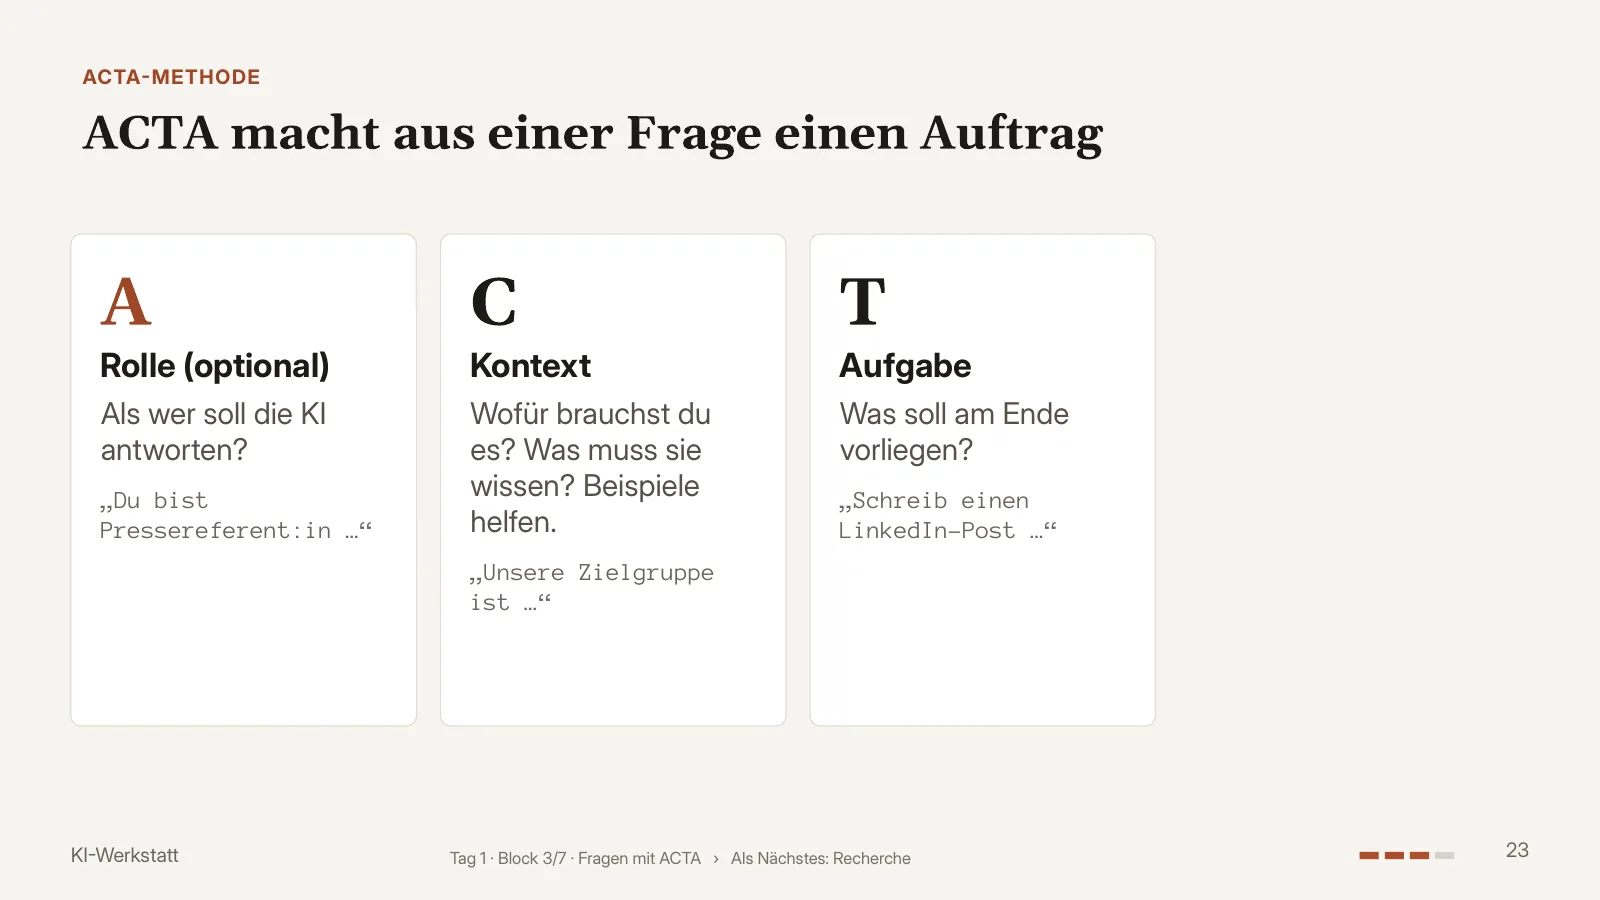 ACTA-METHODE
ACTA macht aus einer Frage einen Auftrag
A
Rolle (optional)
Als wer soll die KI
antworten?
„Du bist
Pressereferent:in …“
C
Kontext
Wofür brauchst du
es? Was muss sie
wissen? Beispiele
helfen.
„Unsere Zielgruppe
ist …“
T
Aufgabe
Was soll am Ende
vorliegen?
„Schreib einen
LinkedIn-Post …“
KI-Werkstatt
Tag 1 · Block 3/7 · Fragen mit ACTA › Als Nächstes: Recherche
23